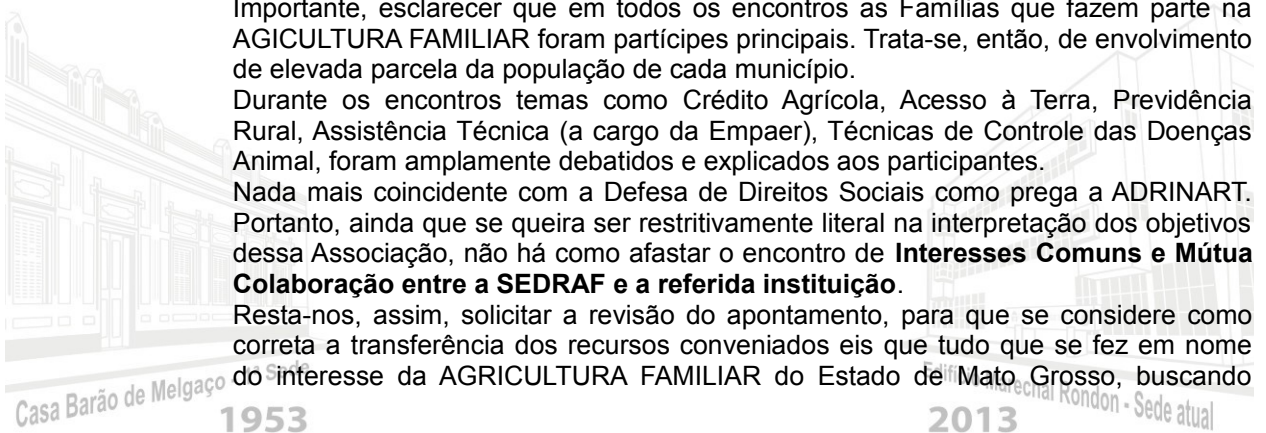 Importante, esclarecer que em todos os encontros as Famílias que fazem parte na
AGICULTURA FAMILIAR foram partícipes principais. Trata-se, então, de envolvimento
de elevada parcela da população de cada município.
Durante os encontros temas como Crédito Agrícola, Acesso à Terra, Previdência
Rural, Assistência Técnica (a cargo da Empaer), Técnicas de Controle das Doenças
Animal, foram amplamente debatidos e explicados aos participantes.
Nada mais coincidente com a Defesa de Direitos Sociais como prega a ADRINART.
Portanto, ainda que se queira ser restritivamente literal na interpretação dos objetivos
dessa Associação, não há como afastar o encontro de Interesses Comuns e Mútua
Colaboração entre a SEDRAF e a referida instituição.
Resta-nos, assim, solicitar a revisão do apontamento, para que se considere como
correta a transferência dos recursos conveniados eis que tudo que se fez em nome
do interesse da AGRICULTURA FAMILIAR do Estado de Mato Grosso, buscando
Casa Barão de Melgaço - Sede
1953
Marechal Rondon - Sede atual
2013